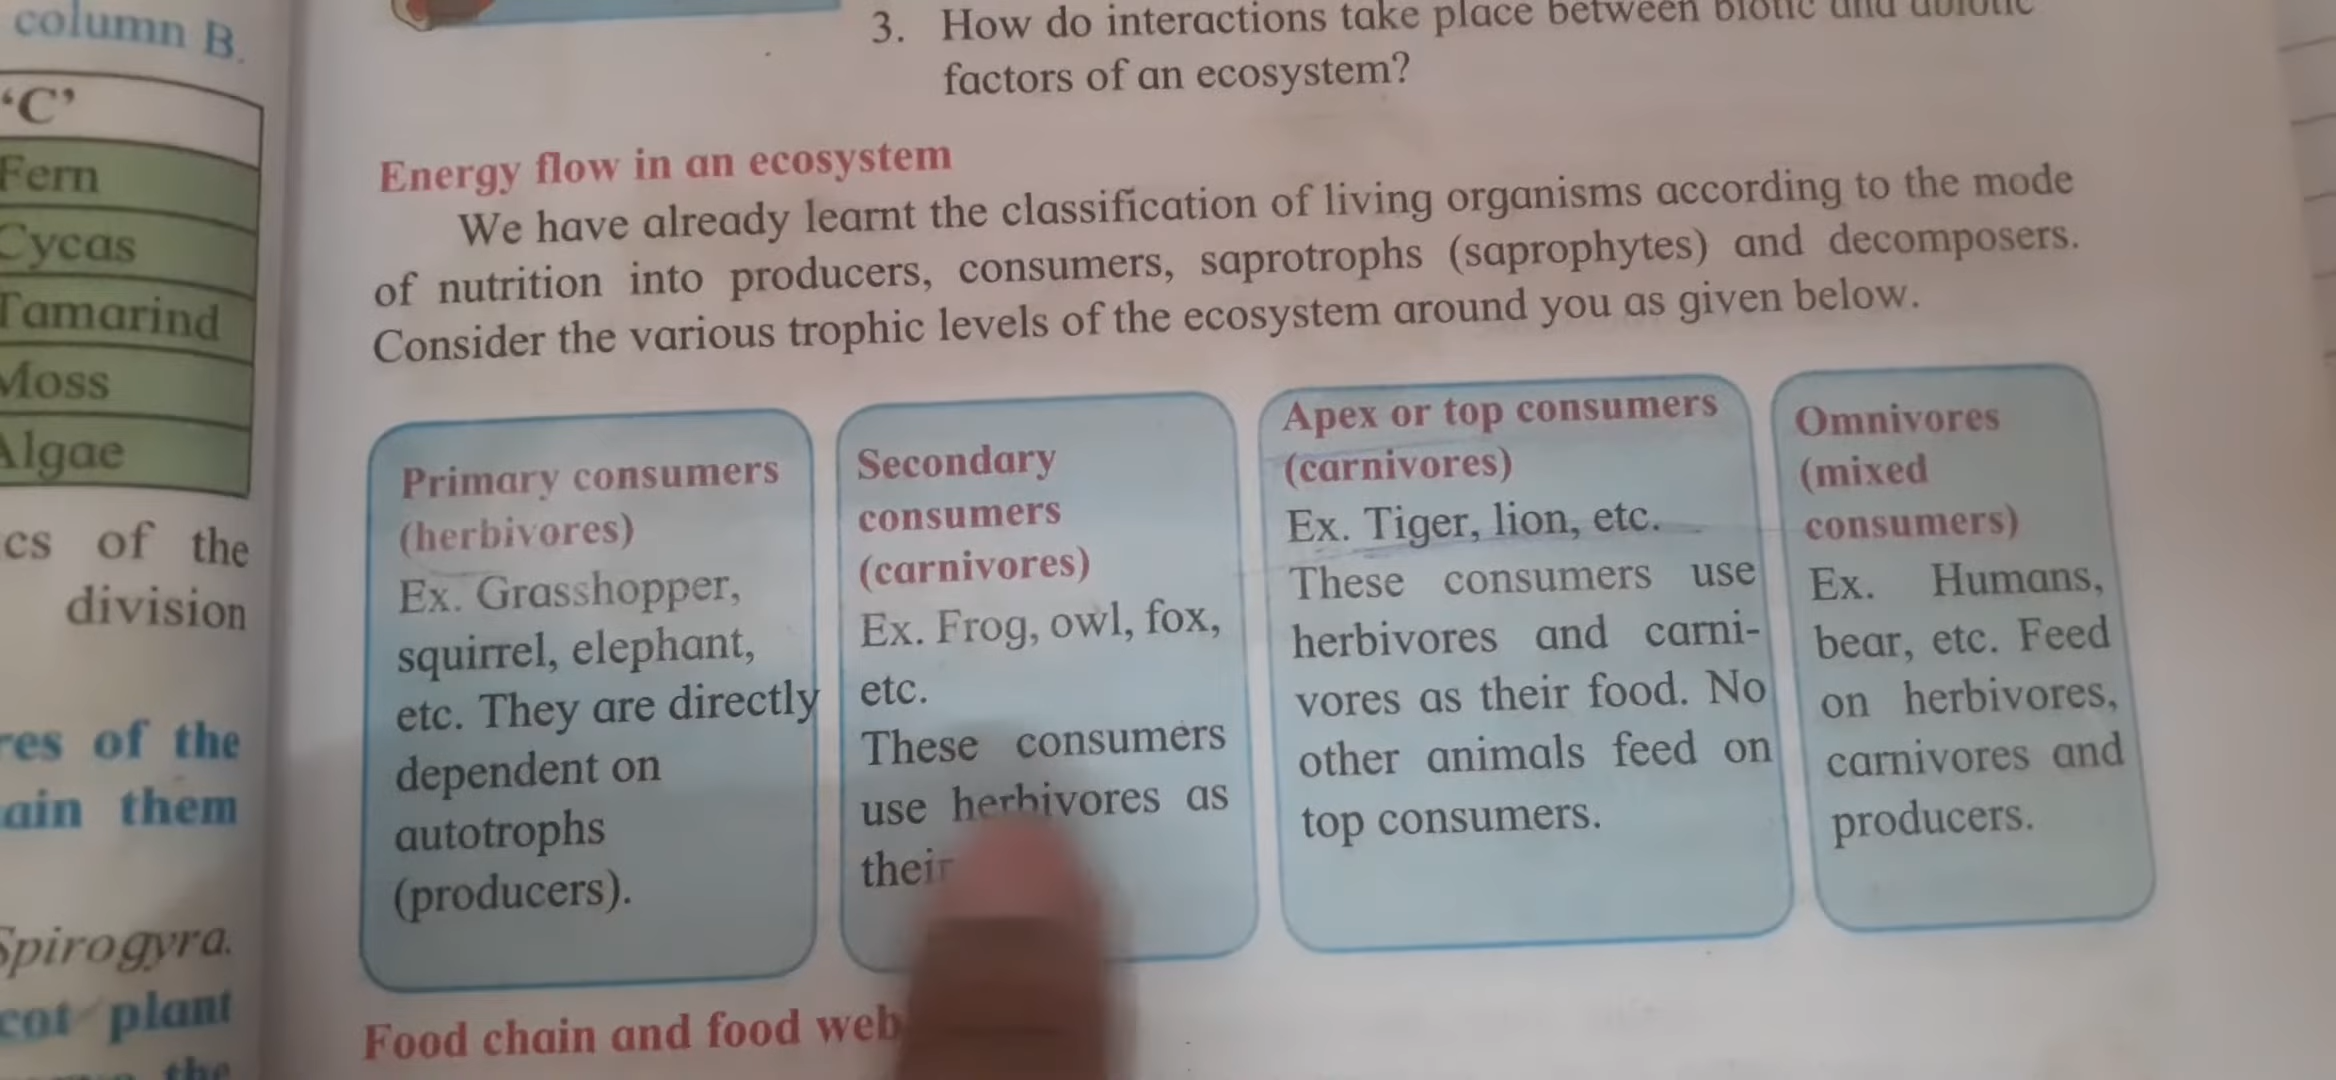 column B.
‘C’
Fern
Cycas
Tamarind
Moss
Algae
cs of the
division
res of the
ain them
Spirogyra.
cot plant
the
3. How do interactions take place between biotic and abiotic
factors of an ecosystem?
Energy flow in an ecosystem
We have already learnt the classification of living organisms according to the mode
of nutrition into producers, consumers, saprotrophs (saprophytes) and decomposers.
Consider the various trophic levels of the ecosystem around you as given below.
Primary consumers
(herbivores)
Ex. Grasshopper,
squirrel, elephant,
etc. They are directly
dependent on
autotrophs
(producers).
Secondary
consumers
(carnivores)
Ex. Frog, owl, fox,
etc.
These consumers
use herbivores as
their
Apex or top consumers
(carnivores)
Ex. Tiger, lion, etc.
These consumers use
herbivores and carni-
vores as their food. No
other animals feed on
top consumers.
Omnivores
(mixed
consumers)
Ex. Humans,
bear, etc. Feed
on herbivores,
carnivores and
producers.
Food chain and food web